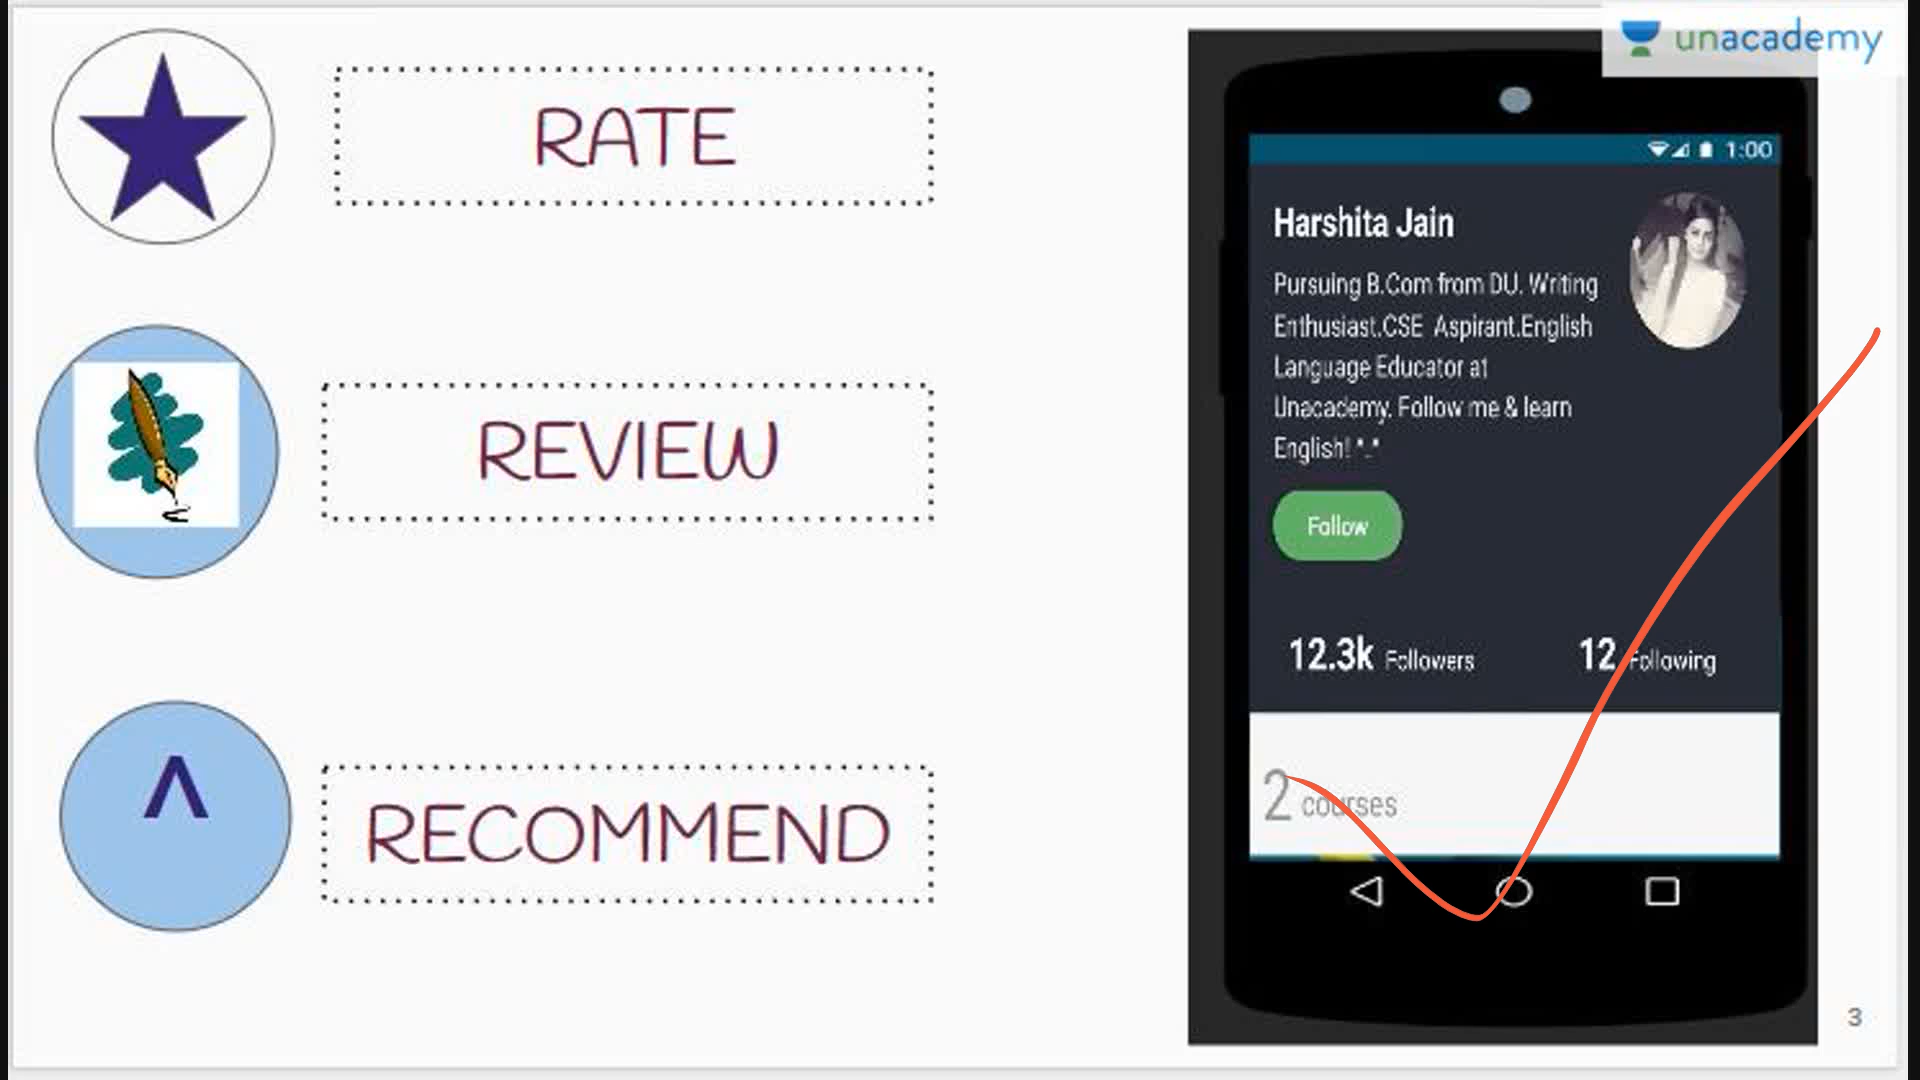 unacademy
RATE
REVIEW
^
RECOMMEND
1:00
Harshita Jain
Pursuing B.Com from DU. Writing
Enthusiast.CSE Aspirant.English
Language Educator at
Unacademy. Follow me & learn
English! *.*
Follow
12.3k Followers
12 Following
2 courses
3